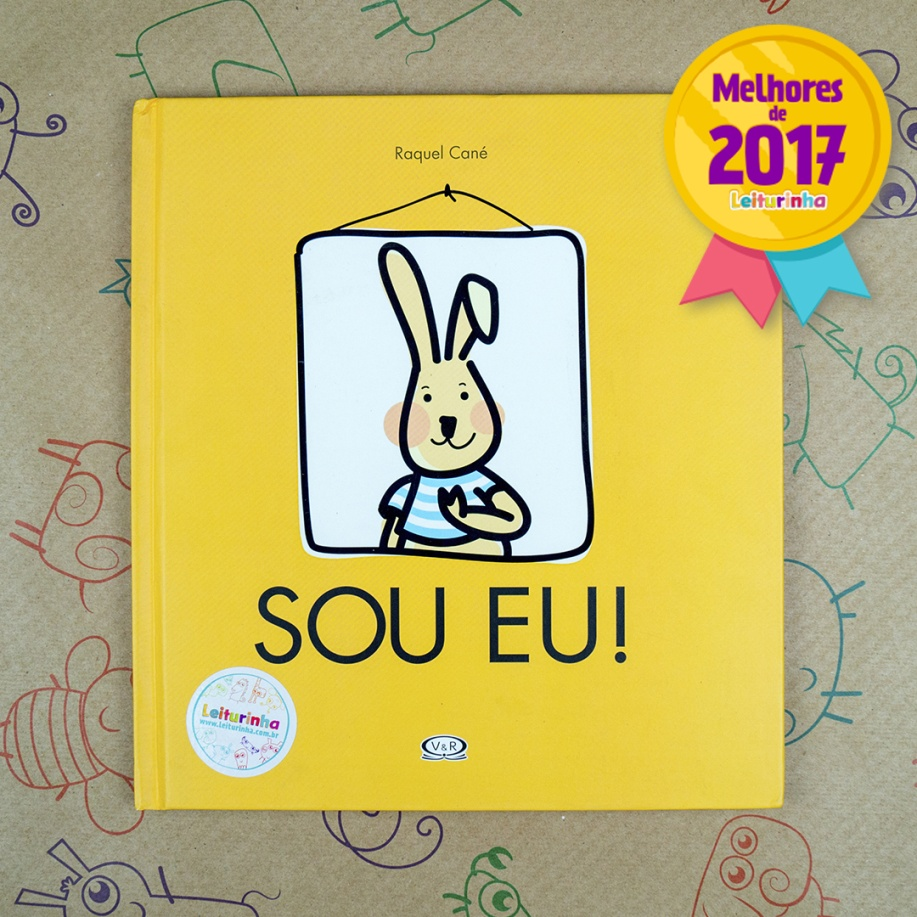 Melhores
de
2017
Leiturinha
Raquel Cané
SOU EU!
Leiturinha
www.leiturinha.com.br
V&R